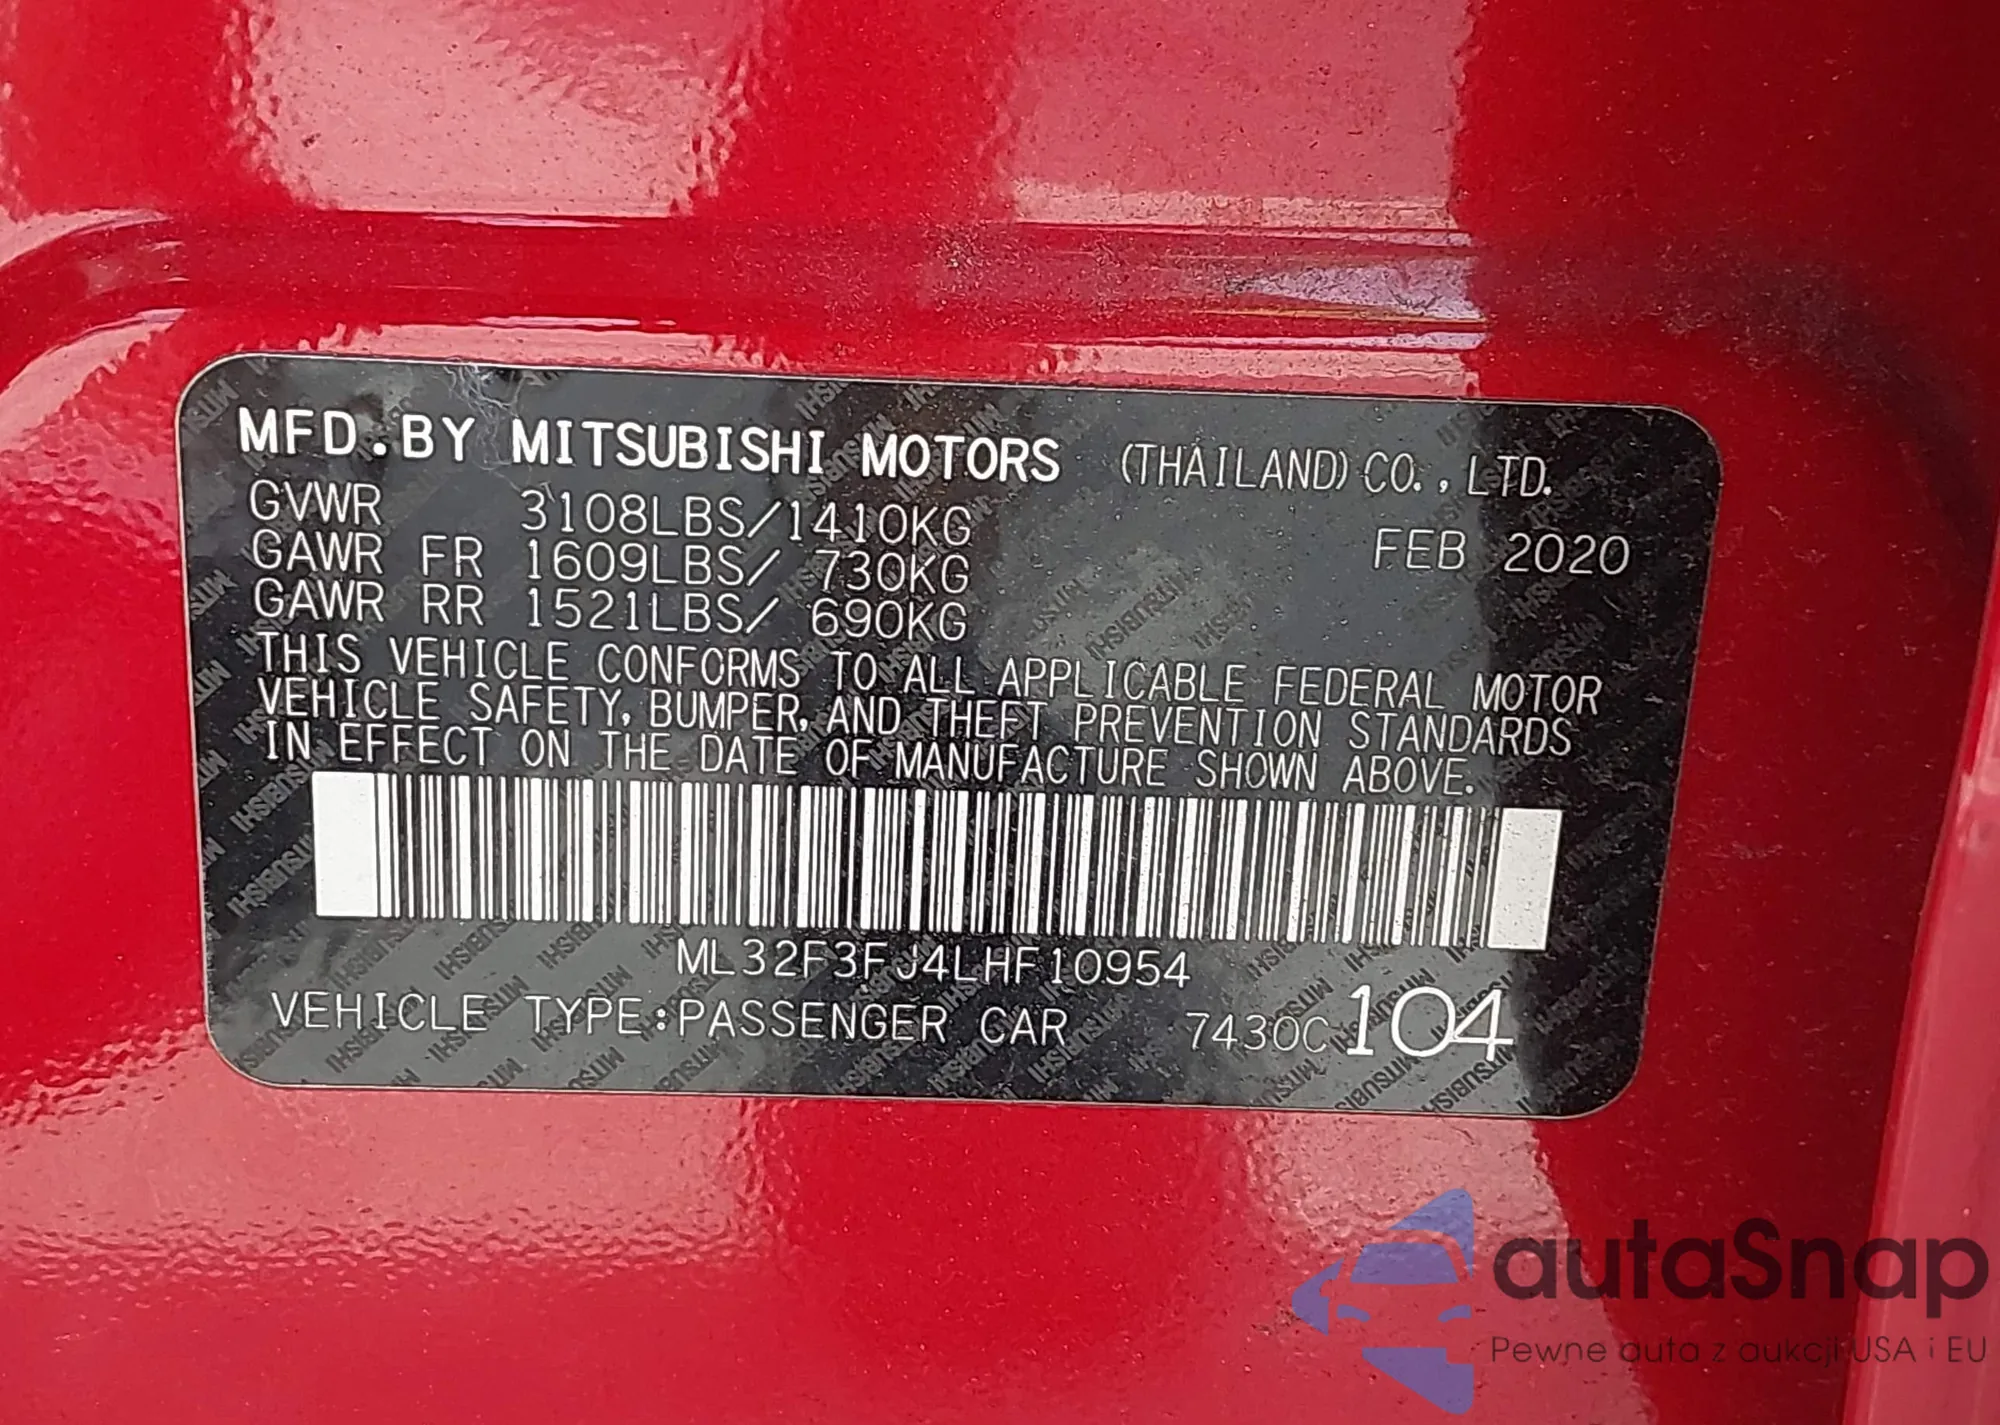 MFD.BY MITSUBISHI MOTORS (THAILAND) CO., LTD.
GVWR 3108LBS/1410KG
FEB 2020
GAWR FR 1609LBS/ 730KG
GAWR RR 1521LBS/ 690KG
THIS VEHICLE CONFORMS TO ALL APPLICABLE FEDERAL MOTOR
VEHICLE SAFETY, BUMPER, AND THEFT PREVENTION STANDARDS
IN EFFECT ON THE DATE OF MANUFACTURE SHOWN ABOVE.
ML32F3FJ4LHF10954
VEHICLE TYPE:PASSENGER CAR 7430C104
autaSnap
Pewne auta z aukcji USA i EU